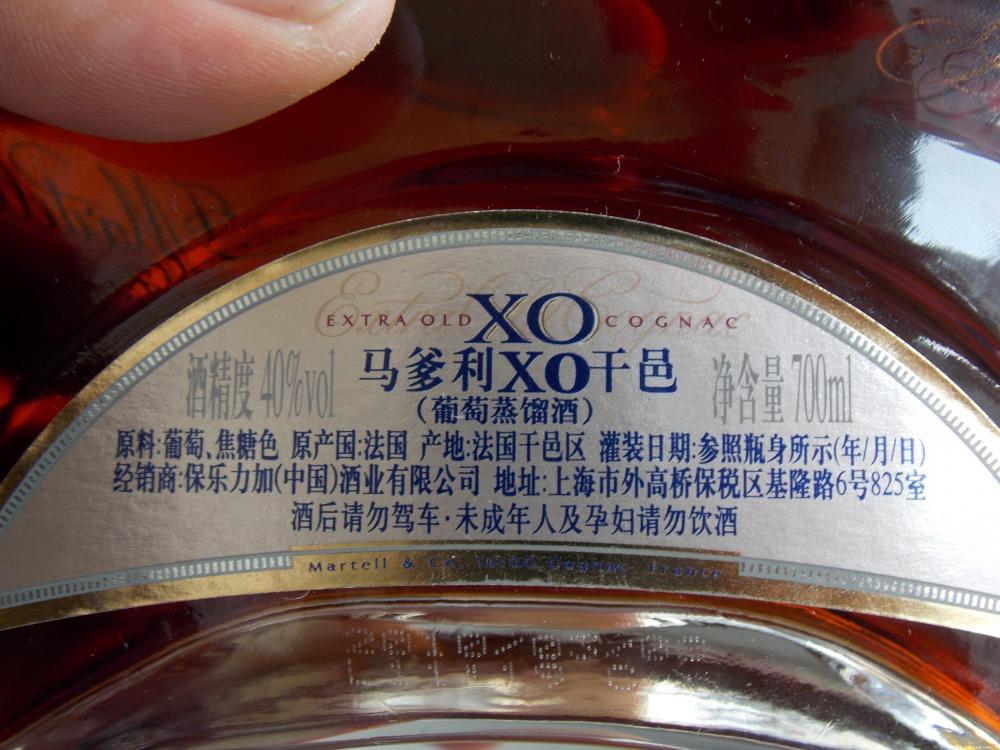 EXTRA OLD XO COGNAC
马爹利XO干邑
酒精度 40%vol
净含量 700ml
(葡萄蒸馏酒)
原料:葡萄、焦糖色 原产国:法国 产地:法国干邑区 灌装日期:参照瓶身所示(年/月/日)
经销商:保乐力加(中国)酒业有限公司 地址:上海市外高桥保税区基隆路6号825室
酒后请勿驾车·未成年人及孕妇请勿饮酒
Martell & Co. 16100 Cognac France